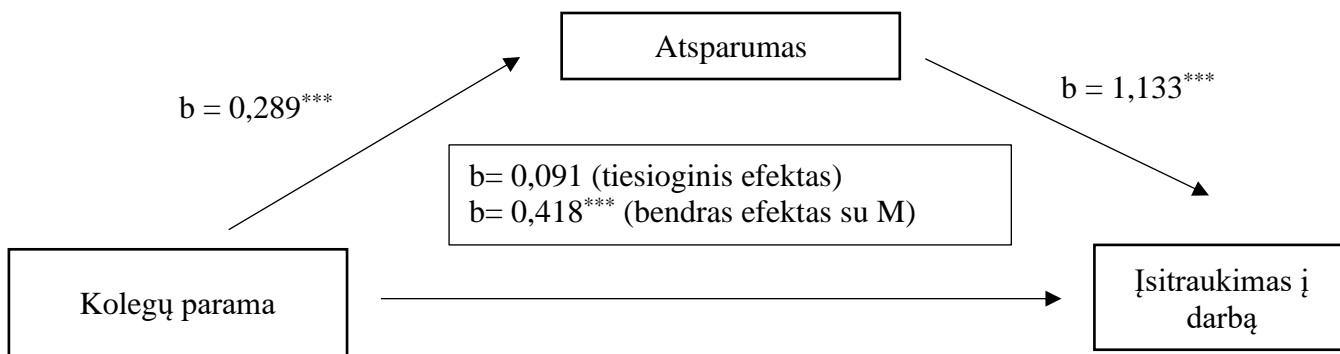 Atsparumas
b = 0,289***
b = 1,133***
b= 0,091 (tiesioginis efektas)
b= 0,418*** (bendras efektas su M)
Kolegų parama
Įsitraukimas į
darbą